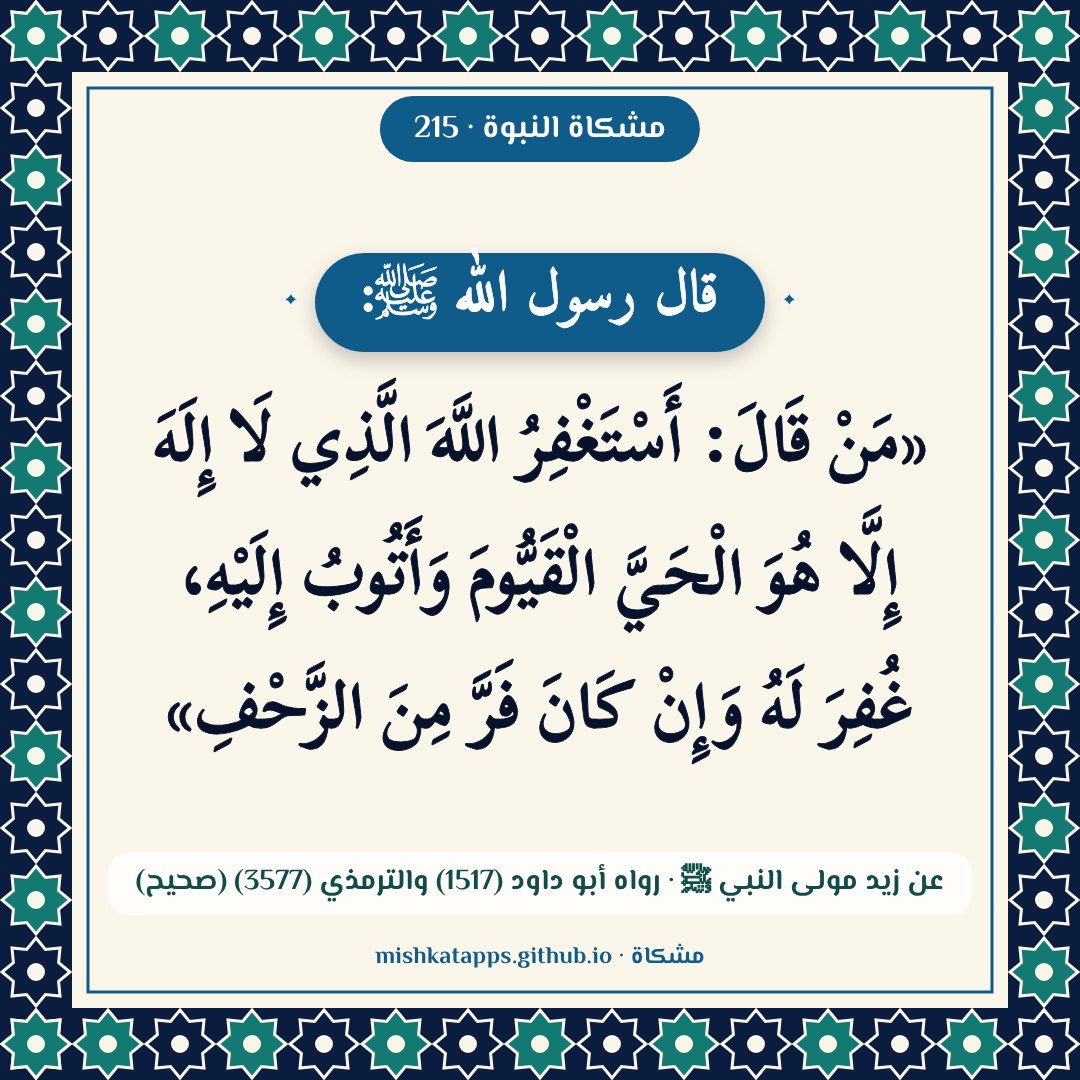 مشكاة النبوة · 215
قال رسول الله ﷺ:
«مَنْ قَالَ: أَسْتَغْفِرُ اللَّهَ الَّذِي لَا إِلَهَ
إِلَّا هُوَ الْحَيَّ الْقَيُّومَ وَأَتُوبُ إِلَيْهِ،
غُفِرَ لَهُ وَإِنْ كَانَ فَرَّ مِنَ الزَّحْفِ»
عن زيد مولى النبي ﷺ · رواه أبو داود (1517) والترمذي (3577) (صحيح)
مشكاة · mishkatapps.github.io